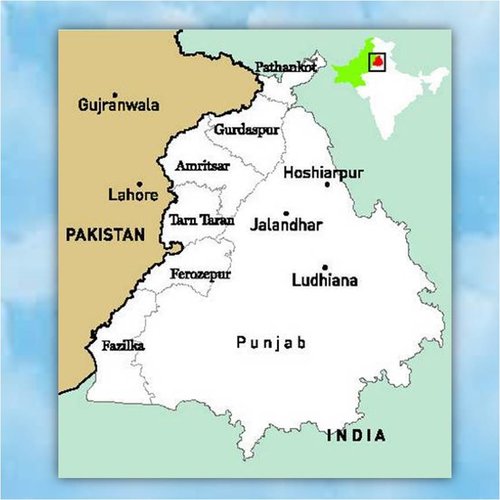 Pathankot
Gujranwala
Gurdaspur
Amritsar
Hoshiarpur
Lahore
Tarn Taran
Jalandhar
PAKISTAN
Ferozepur
Ludhiana
Fazilka
Punjab
INDIA